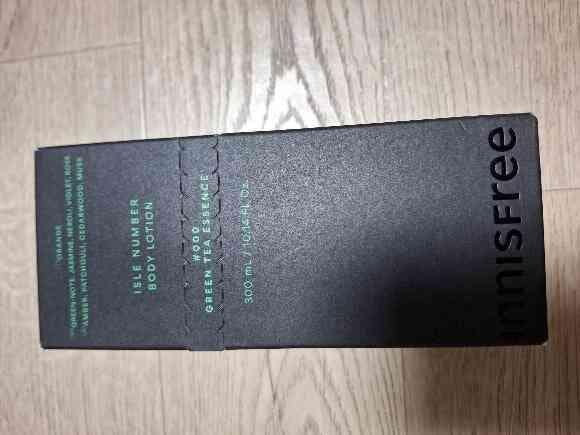 ORANGE
GREEN-NOTE, JASMINE, NEROLI, VIOLET, ROSE
AMBER, PATCHOULI, CEDARWOOD, MUSK
ISLE NUMBER
BODY LOTION
#000
GREEN TEA ESSENCE
300 mL / 10.14 Fl. Oz.
INNISFree